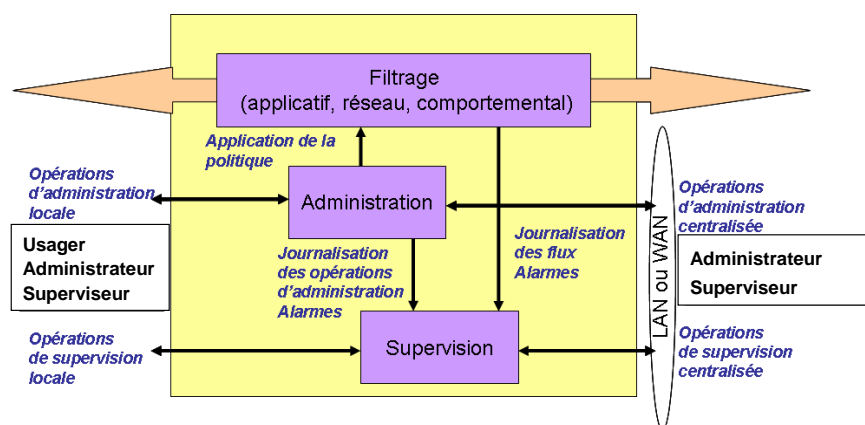 Filtrage
(applicatif, réseau, comportemental)
Application de la
politique
Opérations
d'administration
locale
Administration
Opérations
d'administration
centralisée
Usager
Administrateur
Superviseur
Journalisation
des opérations
d'administration
Alarmes
Journalisation
des flux
Alarmes
LAN ou WAN
Administrateur
Superviseur
Opérations
de supervision
locale
Supervision
Opérations
de supervision
centralisée